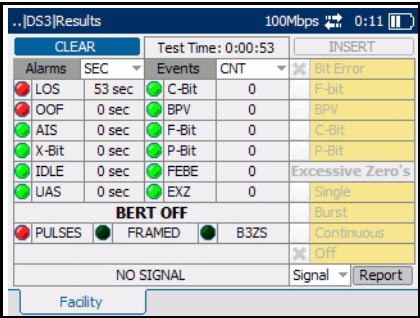 ..|DS3|Results 100Mbps 0:11
CLEAR Test Time: 0:00:53 INSERT
Alarms SEC Events CNT Bit Error
LOS 53 sec C-Bit 0 F-bit
OOF 0 sec BPV 0 BPV
AIS 0 sec F-Bit 0 C-Bit
X-Bit 0 sec P-Bit 0 P-Bit
IDLE 0 sec FEBE 0 Excessive Zero's
UAS 0 sec EXZ 0 Single
BERT OFF Burst
PULSES FRAMED B3ZS Continuous
Off
NO SIGNAL Signal Report
Facility